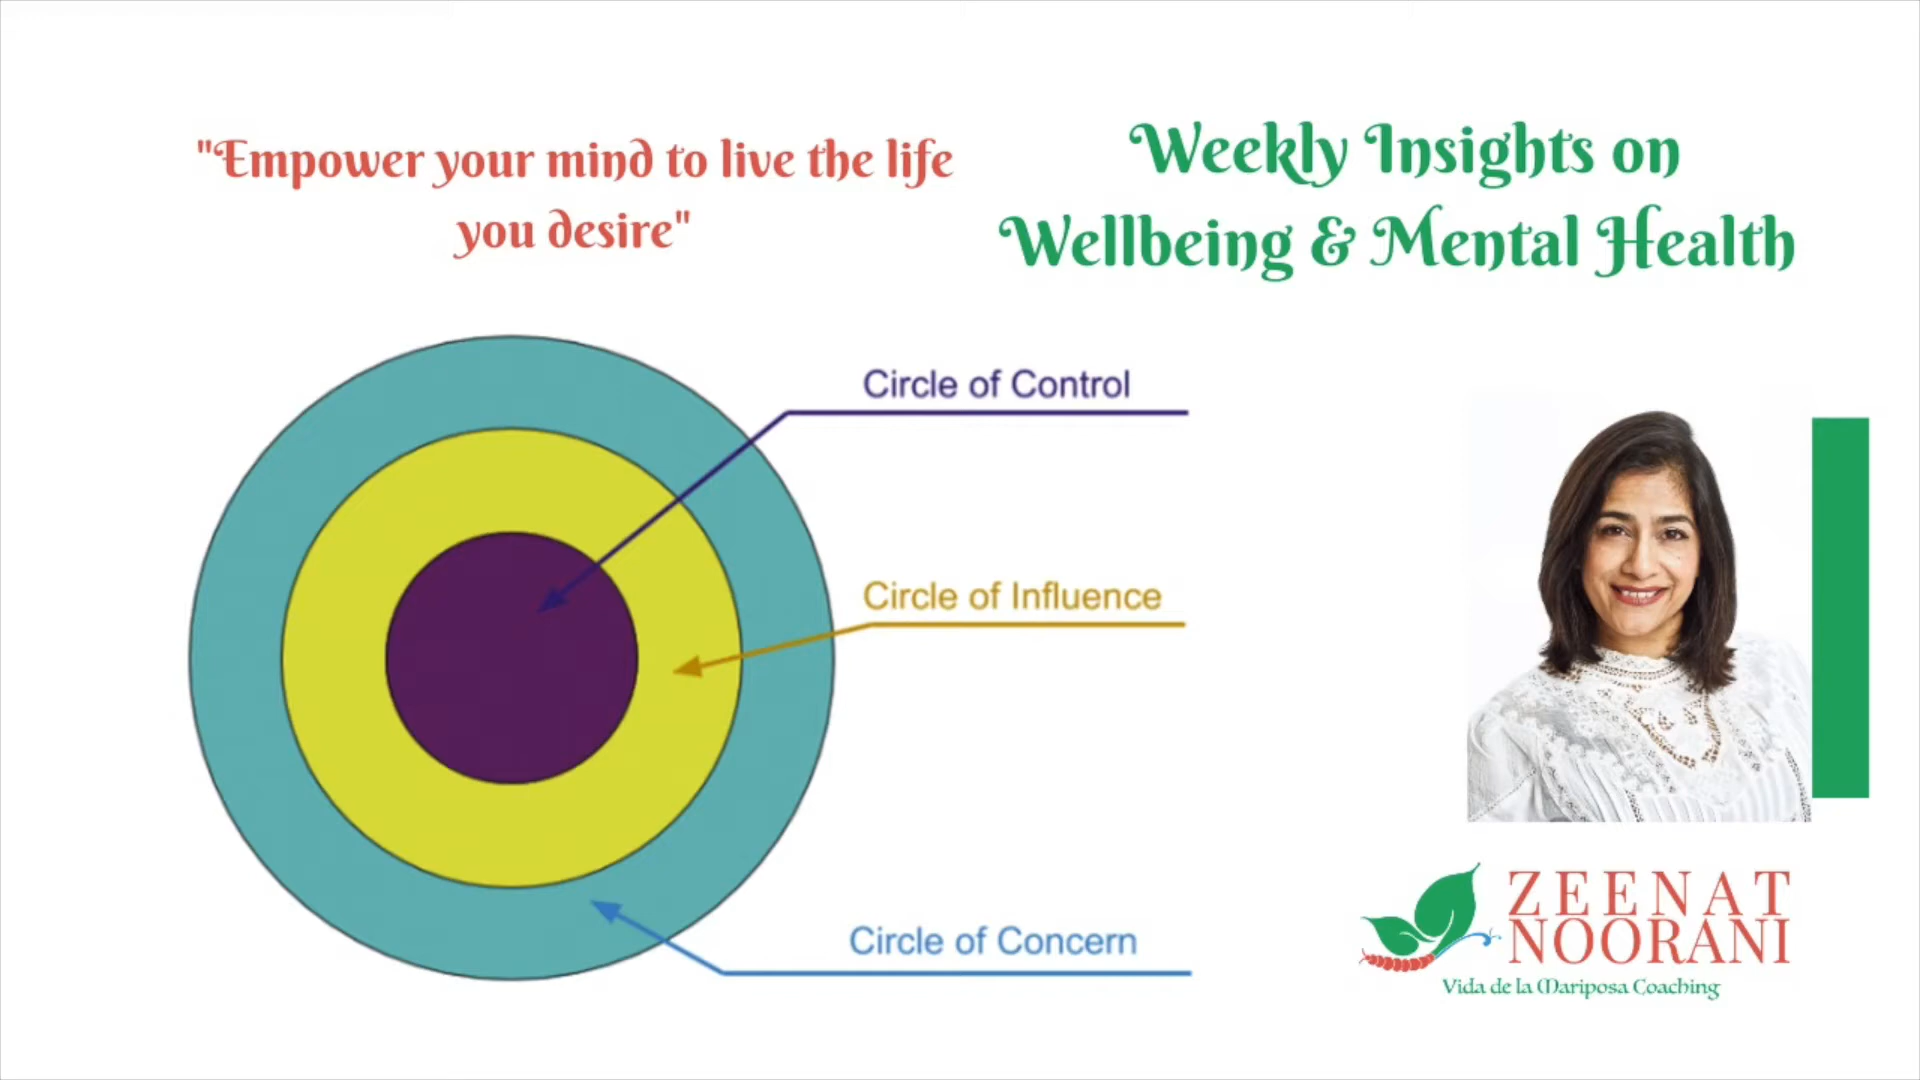 "Empower your mind to live the life
you desire"
Weekly Insights on
Wellbeing & Mental Health
Circle of Control
Circle of Influence
Circle of Concern
ZEENAT
NOORANI
Vida de la Mariposa Coaching